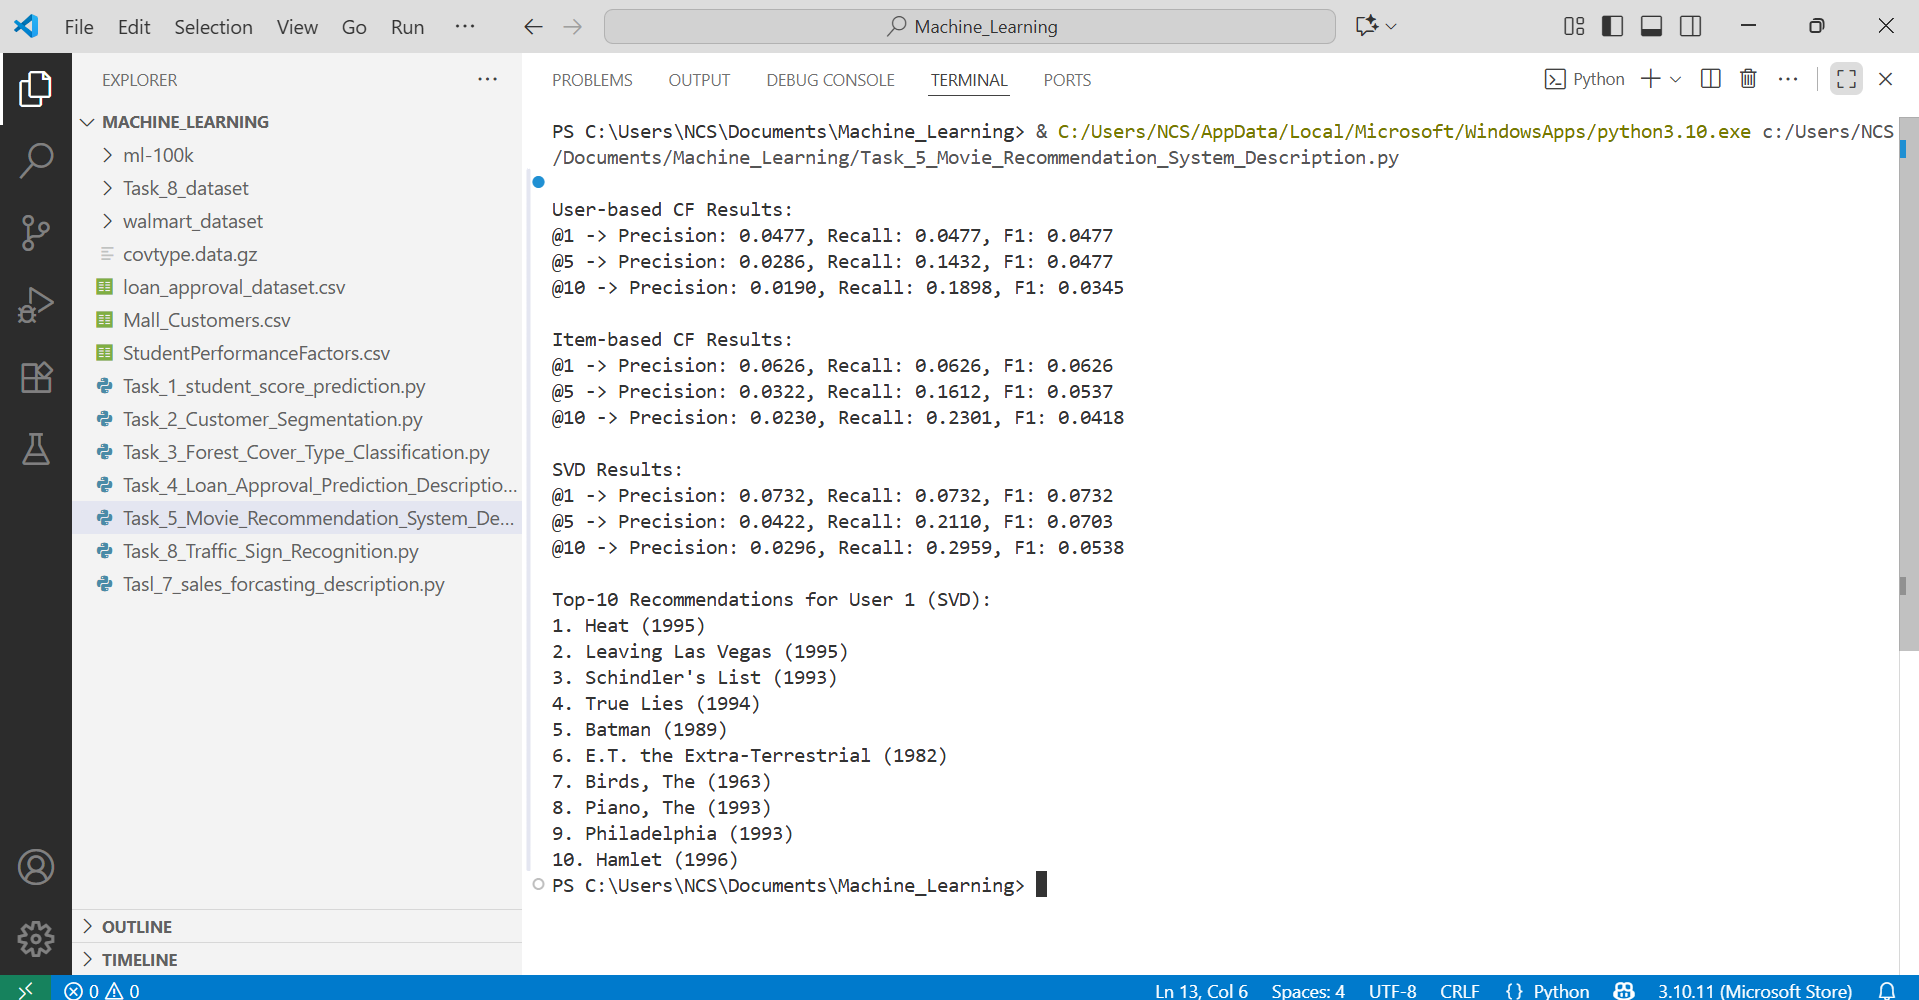 File Edit Selection View Go Run ··· Machine_Learning
EXPLORER ···
MACHINE_LEARNING
ml-100k
Task_8_dataset
walmart_dataset
covtype.data.gz
loan_approval_dataset.csv
Mall_Customers.csv
StudentPerformanceFactors.csv
Task_1_student_score_prediction.py
Task_2_Customer_Segmentation.py
Task_3_Forest_Cover_Type_Classification.py
Task_4_Loan_Approval_Prediction_Descriptio...
Task_5_Movie_Recommendation_System_De...
Task_8_Traffic_Sign_Recognition.py
Tasl_7_sales_forcasting_description.py
OUTLINE
TIMELINE
PROBLEMS OUTPUT DEBUG CONSOLE TERMINAL PORTS Python
PS C:\Users\NCS\Documents\Machine_Learning> & C:/Users/NCS/AppData/Local/Microsoft/WindowsApps/python3.10.exe c:/Users/NCS
/Documents/Machine_Learning/Task_5_Movie_Recommendation_System_Description.py
User-based CF Results:
@1 -> Precision: 0.0477, Recall: 0.0477, F1: 0.0477
@5 -> Precision: 0.0286, Recall: 0.1432, F1: 0.0477
@10 -> Precision: 0.0190, Recall: 0.1898, F1: 0.0345
Item-based CF Results:
@1 -> Precision: 0.0626, Recall: 0.0626, F1: 0.0626
@5 -> Precision: 0.0322, Recall: 0.1612, F1: 0.0537
@10 -> Precision: 0.0230, Recall: 0.2301, F1: 0.0418
SVD Results:
@1 -> Precision: 0.0732, Recall: 0.0732, F1: 0.0732
@5 -> Precision: 0.0422, Recall: 0.2110, F1: 0.0703
@10 -> Precision: 0.0296, Recall: 0.2959, F1: 0.0538
Top-10 Recommendations for User 1 (SVD):
1. Heat (1995)
2. Leaving Las Vegas (1995)
3. Schindler's List (1993)
4. True Lies (1994)
5. Batman (1989)
6. E.T. the Extra-Terrestrial (1982)
7. Birds, The (1963)
8. Piano, The (1993)
9. Philadelphia (1993)
10. Hamlet (1996)
PS C:\Users\NCS\Documents\Machine_Learning>
0 0 Ln 13, Col 6 Spaces: 4 UTF-8 CRLF {} Python 3.10.11 (Microsoft Store)